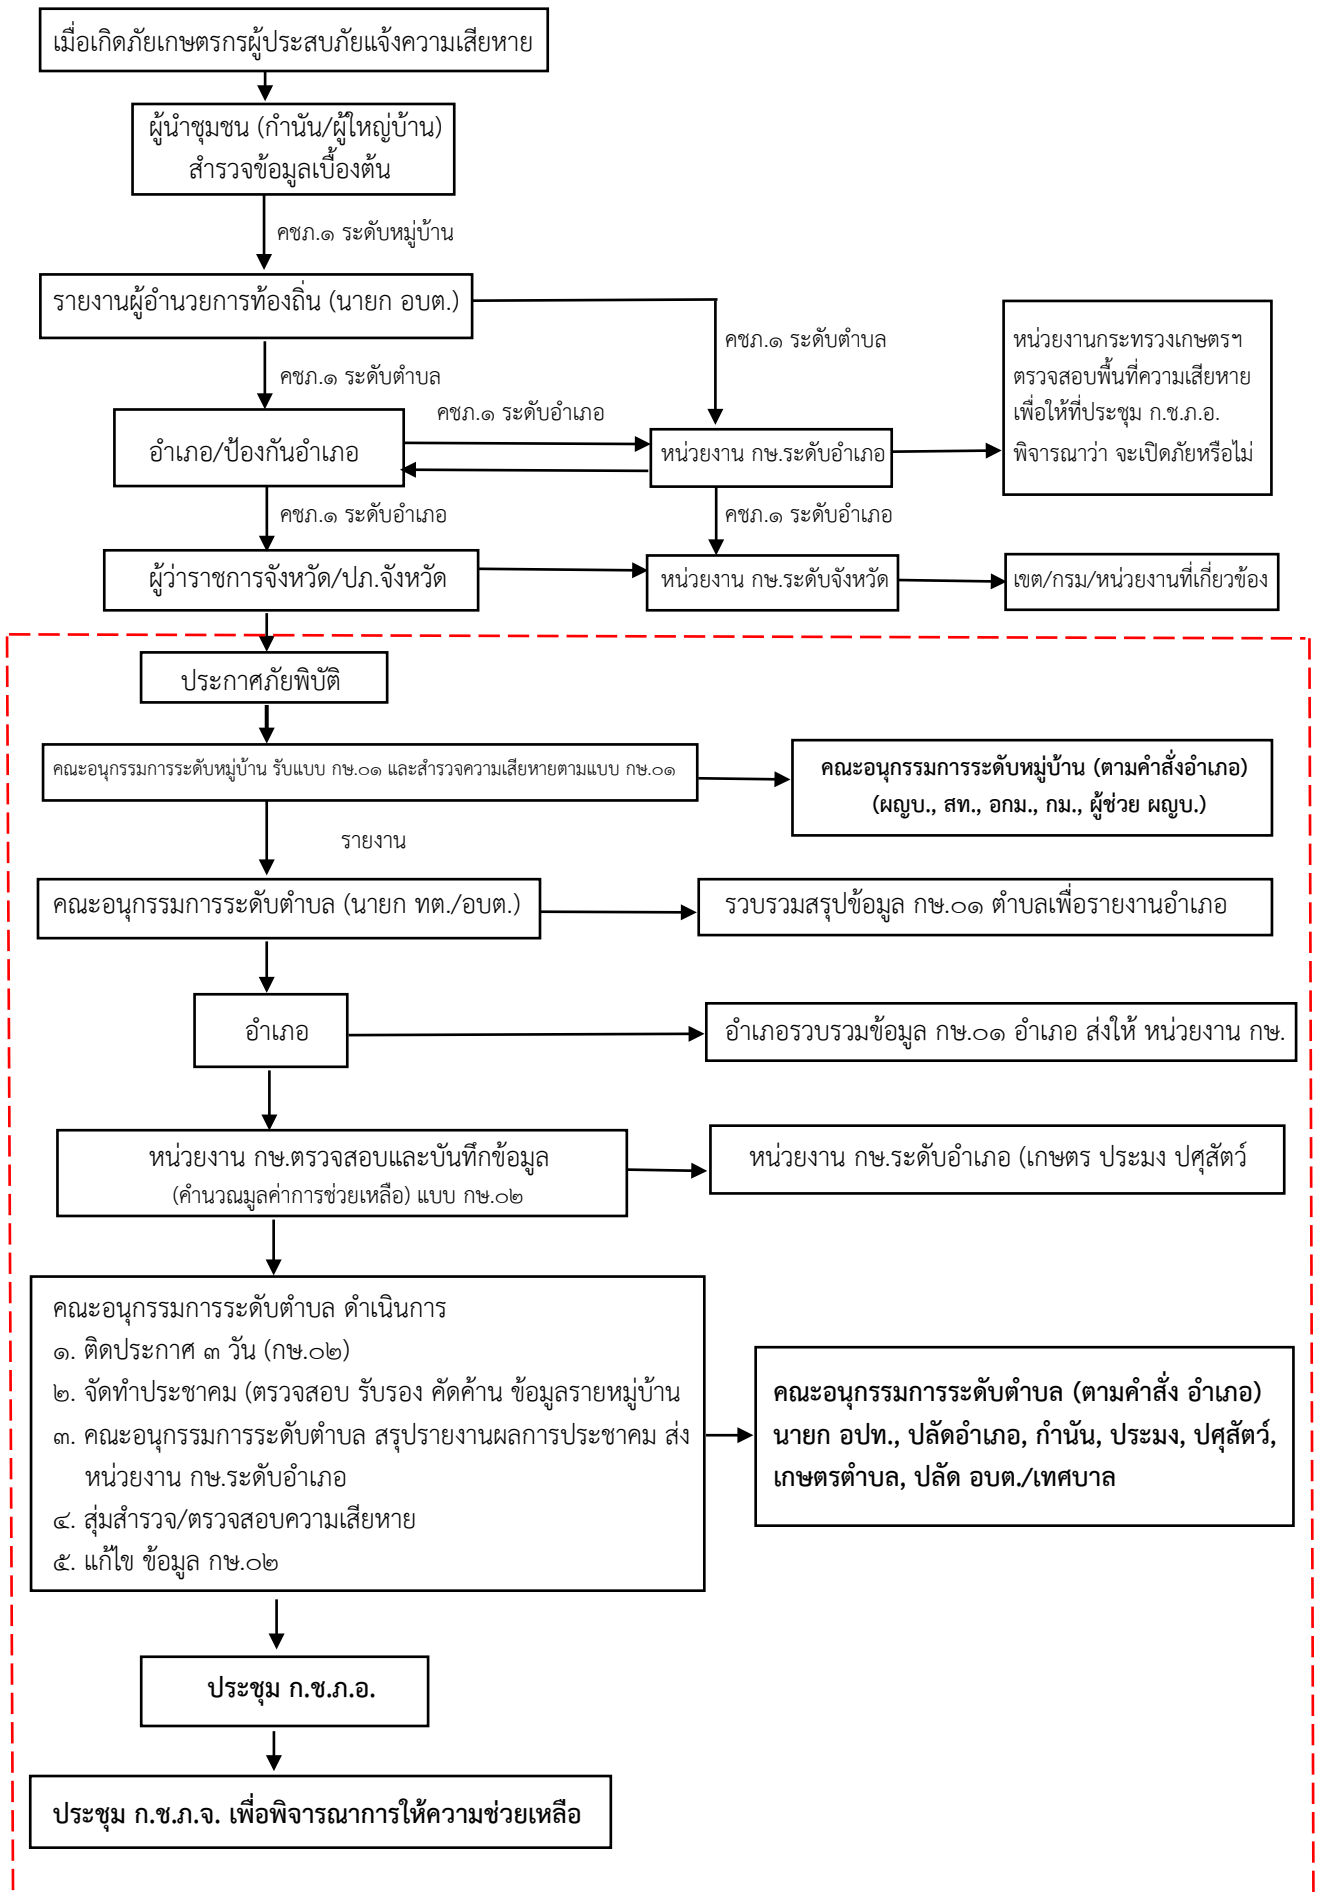 เมื่อเกิดภัยเกษตรกรผู้ประสบภัยแจ้งความเสียหาย
ผู้นำชุมชน (กำนัน/ผู้ใหญ่บ้าน)
สำรวจข้อมูลเบื้องต้น
คชภ.๑ ระดับหมู่บ้าน
รายงานผู้อำนวยการท้องถิ่น (นายก อบต.)
คชภ.๑ ระดับตำบล
คชภ.๑ ระดับตำบล
หน่วยงานกระทรวงเกษตรฯ
ตรวจสอบพื้นที่ความเสียหาย
เพื่อให้ที่ประชุม ก.ช.ภ.อ.
พิจารณาว่า จะเปิดภัยหรือไม่
อำเภอ/ป้องกันอำเภอ
คชภ.๑ ระดับอำเภอ
หน่วยงาน กษ.ระดับอำเภอ
คชภ.๑ ระดับอำเภอ
คชภ.๑ ระดับอำเภอ
ผู้ว่าราชการจังหวัด/ปภ.จังหวัด
หน่วยงาน กษ.ระดับจังหวัด
เขต/กรม/หน่วยงานที่เกี่ยวข้อง
ประกาศภัยพิบัติ
คณะอนุกรรมการระดับหมู่บ้าน รับแบบ กษ.๐๑ และสำรวจความเสียหายตามแบบ กษ.๐๑
คณะอนุกรรมการระดับหมู่บ้าน (ตามคำสั่งอำเภอ)
(ผญบ., สท., อกม., กม., ผู้ช่วย ผญบ.)
รายงาน
คณะอนุกรรมการระดับตำบล (นายก ทต./อบต.)
รวบรวมสรุปข้อมูล กษ.๐๑ ตำบลเพื่อรายงานอำเภอ
อำเภอ
อำเภอรวบรวมข้อมูล กษ.๐๑ อำเภอ ส่งให้ หน่วยงาน กษ.
หน่วยงาน กษ.ตรวจสอบและบันทึกข้อมูล
(คำนวณมูลค่าการช่วยเหลือ) แบบ กษ.๐๒
หน่วยงาน กษ.ระดับอำเภอ (เกษตร ประมง ปศุสัตว์
คณะอนุกรรมการระดับตำบล ดำเนินการ
๑. ติดประกาศ ๓ วัน (กษ.๐๒)
๒. จัดทำประชาคม (ตรวจสอบ รับรอง คัดค้าน ข้อมูลรายหมู่บ้าน
๓. คณะอนุกรรมการระดับตำบล สรุปรายงานผลการประชาคม ส่ง
หน่วยงาน กษ.ระดับอำเภอ
๔. สุ่มสำรวจ/ตรวจสอบความเสียหาย
๕. แก้ไข ข้อมูล กษ.๐๒
คณะอนุกรรมการระดับตำบล (ตามคำสั่ง อำเภอ)
นายก อปท., ปลัดอำเภอ, กำนัน, ประมง, ปศุสัตว์,
เกษตรตำบล, ปลัด อบต./เทศบาล
ประชุม ก.ช.ภ.อ.
ประชุม ก.ช.ภ.จ. เพื่อพิจารณาการให้ความช่วยเหลือ